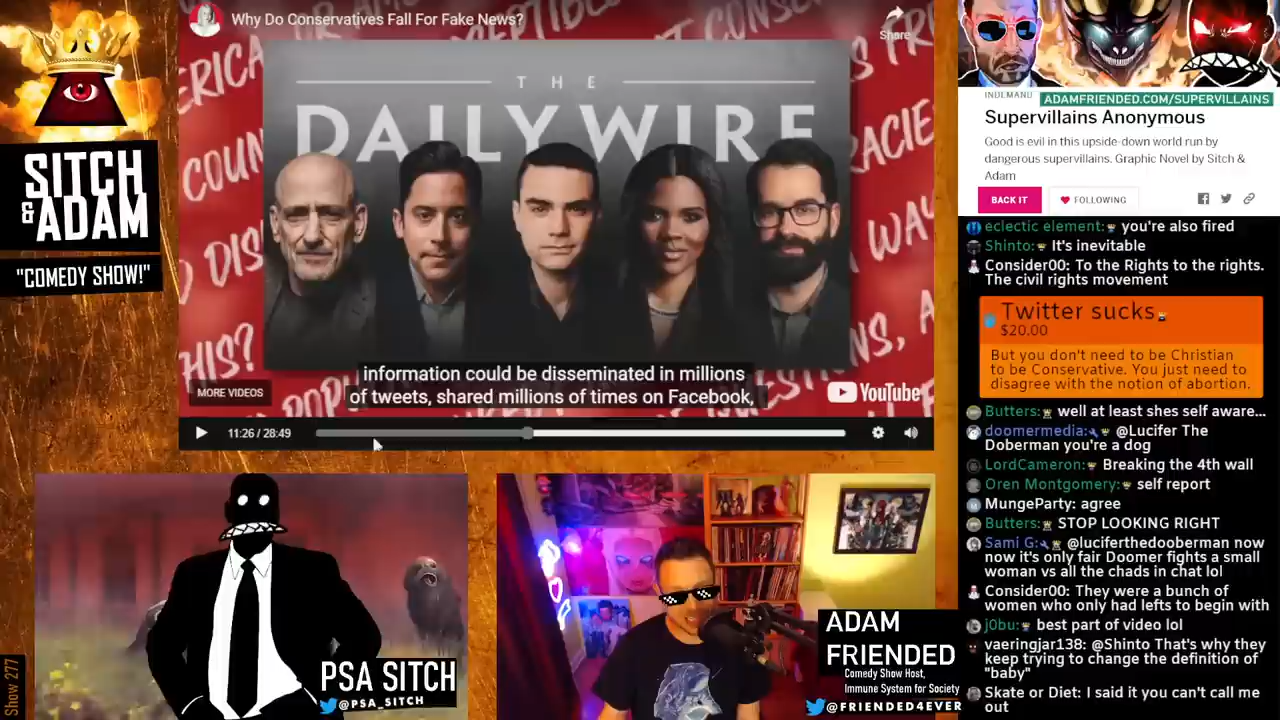 Why Do Conservatives Fall For Fake News?
Share
THE
DAILY WIRE
information could be disseminated in millions
of tweets, shared millions of times on Facebook,
MORE VIDEOS
YouTube
11:26 / 28:49
SITCH
& ADAM
"COMEDY SHOW!"
Show 277
PSA SITCH
@PSA_SITCH
ADAM
FRIENDED
Comedy Show Host,
Immune System for Society
@FRIENDED4EVER
INDEMAND
ADAMFRIENDED.COM/SUPERVILLAINS
Supervillains Anonymous
Good is evil in this upside-down world run by
dangerous supervillains. Graphic Novel by Sitch &
Adam
BACK IT
FOLLOWING
eclectic element: you're also fired
Shinto: It's inevitable
Consider00: To the Rights to the rights.
The civil rights movement
Twitter sucks
$20.00
But you don't need to be Christian
to be Conservative. You just need to
disagree with the notion of abortion.
Butters: well at least shes self aware...
doomermedia: @Lucifer The
Doberman you're a dog
LordCameron: Breaking the 4th wall
Oren Montgomery: self report
MungeParty: agree
Butters: STOP LOOKING RIGHT
Sami G: @luciferthedooberman now
now it's only fair Doomer fights a small
woman vs all the chads in chat lol
Consider00: They were a bunch of
women who only had lefts to begin with
j0bu: best part of video lol
vaeringjar138: @Shinto That's why they
keep trying to change the definition of
"baby"
Skate or Diet: I said it you can't call me
out